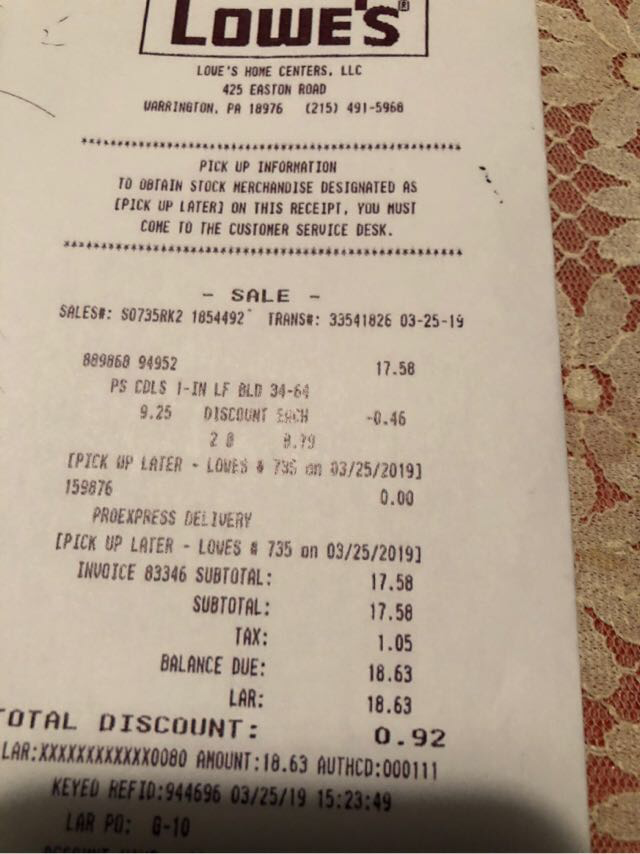 LOWE'S®
LOWE'S HOME CENTERS, LLC
425 EASTON ROAD
WARRINGTON, PA 18976 (215) 491-5968
****************************************************
PICK UP INFORMATION
TO OBTAIN STOCK MERCHANDISE DESIGNATED AS
[PICK UP LATER] ON THIS RECEIPT, YOU MUST
COME TO THE CUSTOMER SERVICE DESK.
****************************************************
- SALE -
SALES#: S0735RK2 1854492 TRANS#: 33541826 03-25-19
889868 94952 17.58
PS CDLS 1-IN LF BLD 34-64
9.25 DISCOUNT EACH -0.46
2 @ 8.79
[PICK UP LATER - LOWES # 735 on 03/25/2019]
159876 0.00
PROEXPRESS DELIVERY
[PICK UP LATER - LOWES # 735 on 03/25/2019]
INVOICE 83346 SUBTOTAL: 17.58
SUBTOTAL: 17.58
TAX: 1.05
BALANCE DUE: 18.63
LAR: 18.63
TOTAL DISCOUNT: 0.92
LAR:XXXXXXXXXXXX0080 AMOUNT:18.63 AUTHCD:000111
KEYED REFID:944696 03/25/19 15:23:49
LAR PO: G-10